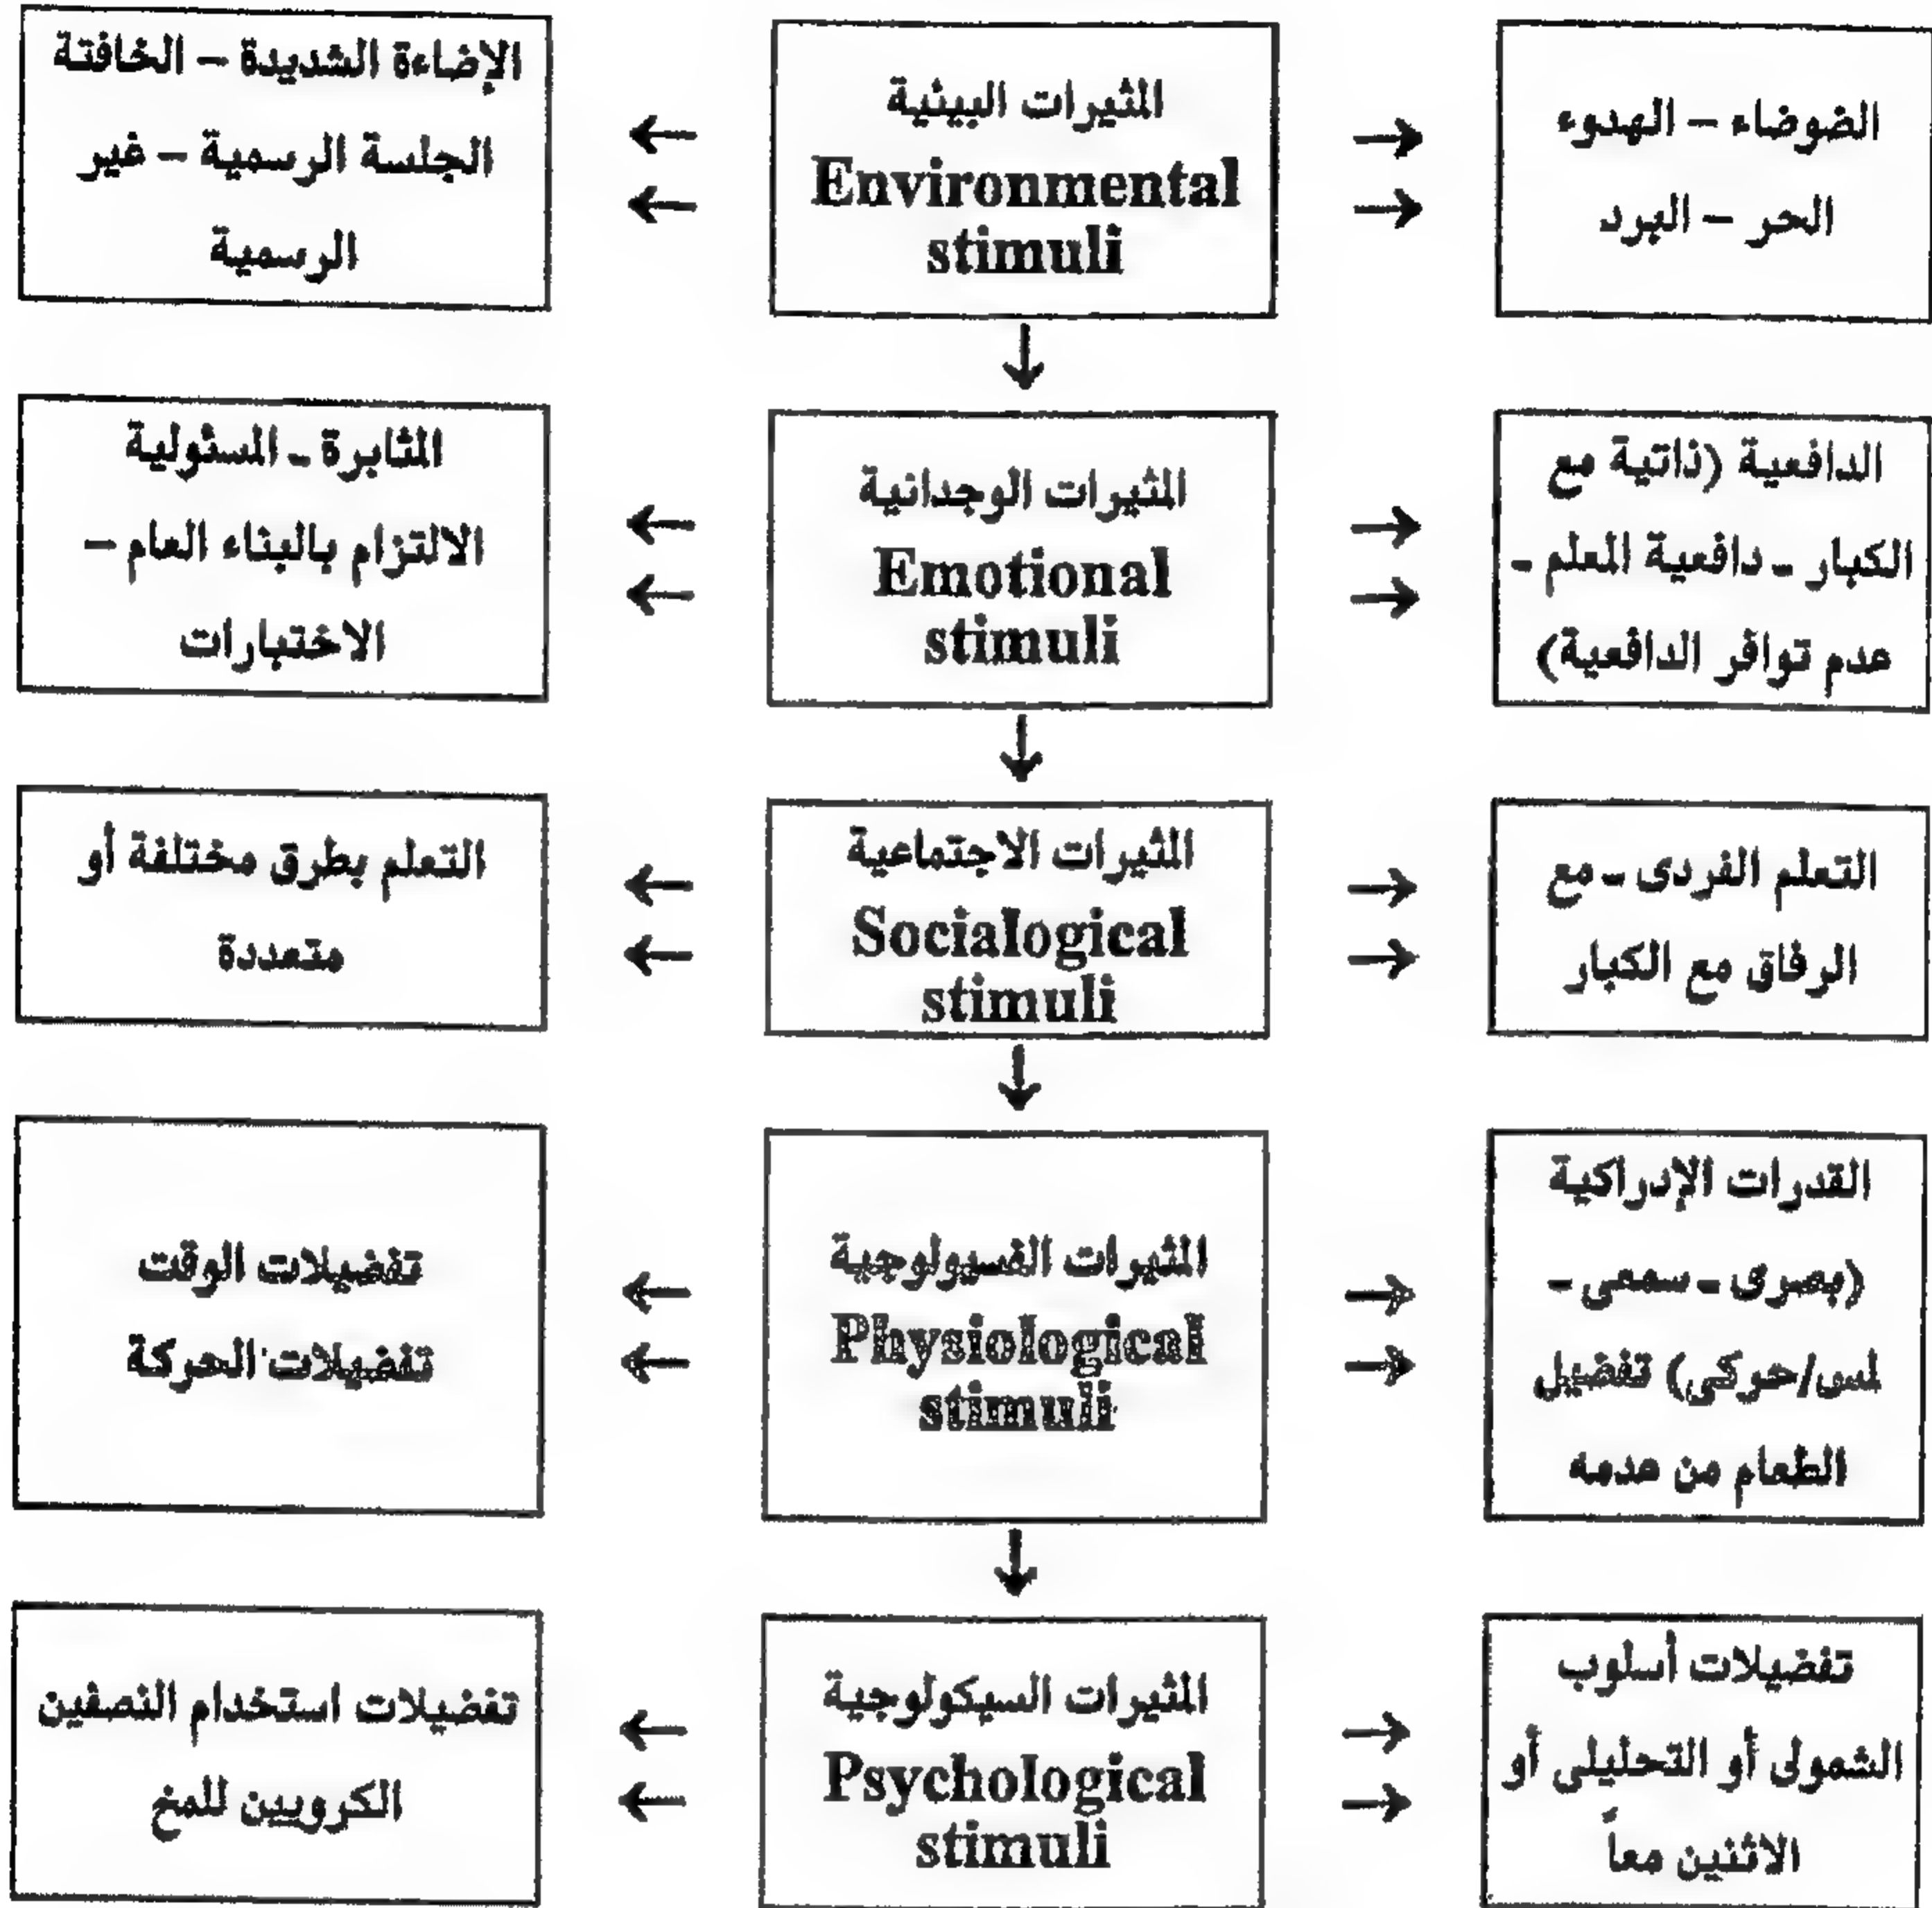 الضوضاء – الهدوء
الحر – البرد
المثيرات البيئية
Environmental
stimuli
الإضاءة الشديدة – الخافتة
الجلسة الرسمية – غير
الرسمية
الدافعية (ذاتية مع
الكبار - دافعية المعلم -
عدم توافر الدافعية)
المثيرات الوجدانية
Emotional
stimuli
المثابرة - المسئولية
الالتزام بالبناء العام –
الاختبارات
التعلم الفردى - مع
الرفاق مع الكبار
المثيرات الاجتماعية
Socialogical
stimuli
التعلم بطرق مختلفة أو
متعددة
القدرات الإدراكية
(بصرى - سمعى -
لمس/حركى) تفضيل
الطعام من عدمه
المثيرات الفسيولوجية
Physiological
stimuli
تفضيلات الوقت
تفضيلات الحركة
تفضيلات أسلوب
الشمولى أو التحليلى أو
الاثنين معاً
المثيرات السيكولوجية
Psychological
stimuli
تفضيلات استخدام النصفين
الكرويين للمخ